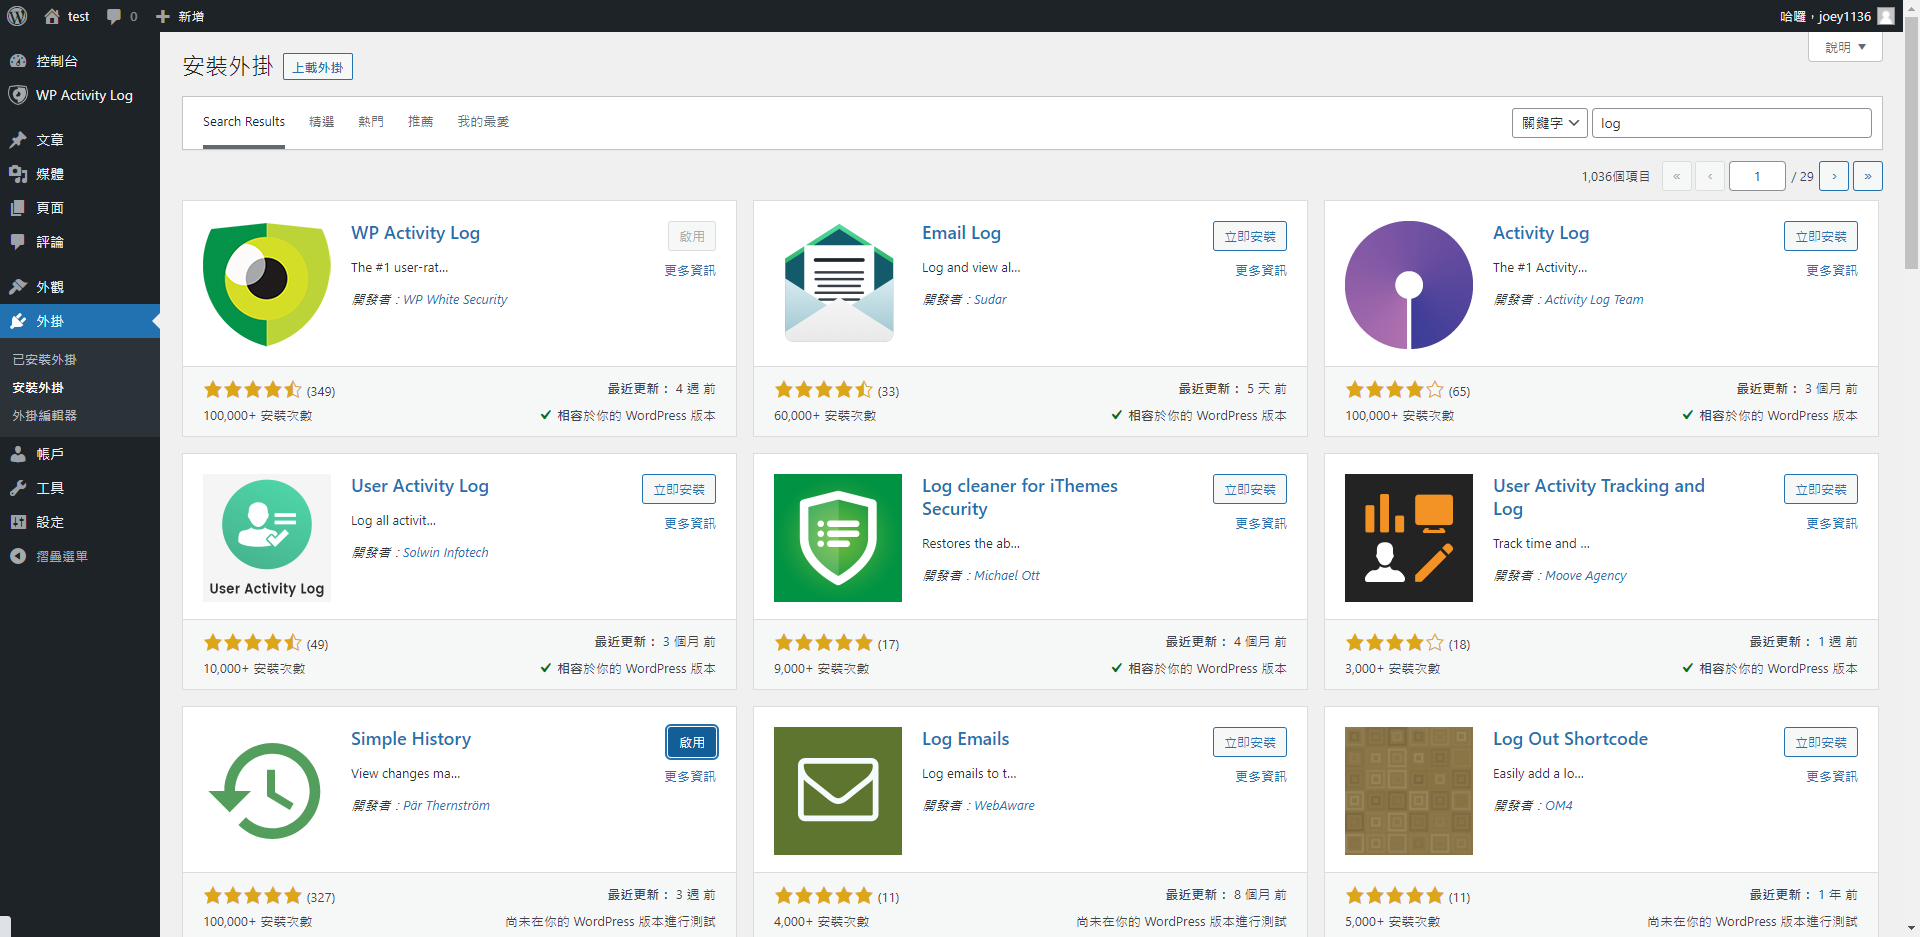 test
0
新增
哈囉，joey1136
控制台
WP Activity Log
文章
媒體
頁面
評論
外觀
外掛
已安裝外掛
安裝外掛
外掛編輯器
帳戶
工具
設定
摺疊選單
說明
安裝外掛
上載外掛
Search Results
精選
熱門
推薦
我的最愛
關鍵字
log
1,036個項目
«
‹
1
/ 29
›
»
WP Activity Log
啟用
The #1 user-rat...
更多資訊
開發者：WP White Security
(349)
最近更新： 4 週 前
100,000+ 安裝次數
相容於你的 WordPress 版本
Email Log
立即安裝
Log and view al...
更多資訊
開發者：Sudar
(33)
最近更新： 5 天 前
60,000+ 安裝次數
相容於你的 WordPress 版本
Activity Log
立即安裝
The #1 Activity...
更多資訊
開發者：Activity Log Team
(65)
最近更新： 3 個月 前
100,000+ 安裝次數
相容於你的 WordPress 版本
User Activity Log
User Activity Log
立即安裝
Log all activit...
更多資訊
開發者：Solwin Infotech
(49)
最近更新： 3 個月 前
10,000+ 安裝次數
相容於你的 WordPress 版本
Log cleaner for iThemes
Security
立即安裝
更多資訊
Restores the ab...
開發者：Michael Ott
(17)
最近更新： 4 個月 前
9,000+ 安裝次數
相容於你的 WordPress 版本
User Activity Tracking and
Log
立即安裝
更多資訊
Track time and ...
開發者：Moove Agency
(18)
最近更新： 1 週 前
3,000+ 安裝次數
相容於你的 WordPress 版本
Simple History
啟用
View changes ma...
更多資訊
開發者：Pär Thernström
(327)
最近更新： 3 週 前
100,000+ 安裝次數
尚未在你的 WordPress 版本進行測試
Log Emails
立即安裝
Log emails to t...
更多資訊
開發者：WebAware
(11)
最近更新： 8 個月 前
4,000+ 安裝次數
尚未在你的 WordPress 版本進行測試
Log Out Shortcode
立即安裝
Easily add a lo...
更多資訊
開發者：OM4
(11)
最近更新： 1 年 前
5,000+ 安裝次數
尚未在你的 WordPress 版本進行測試